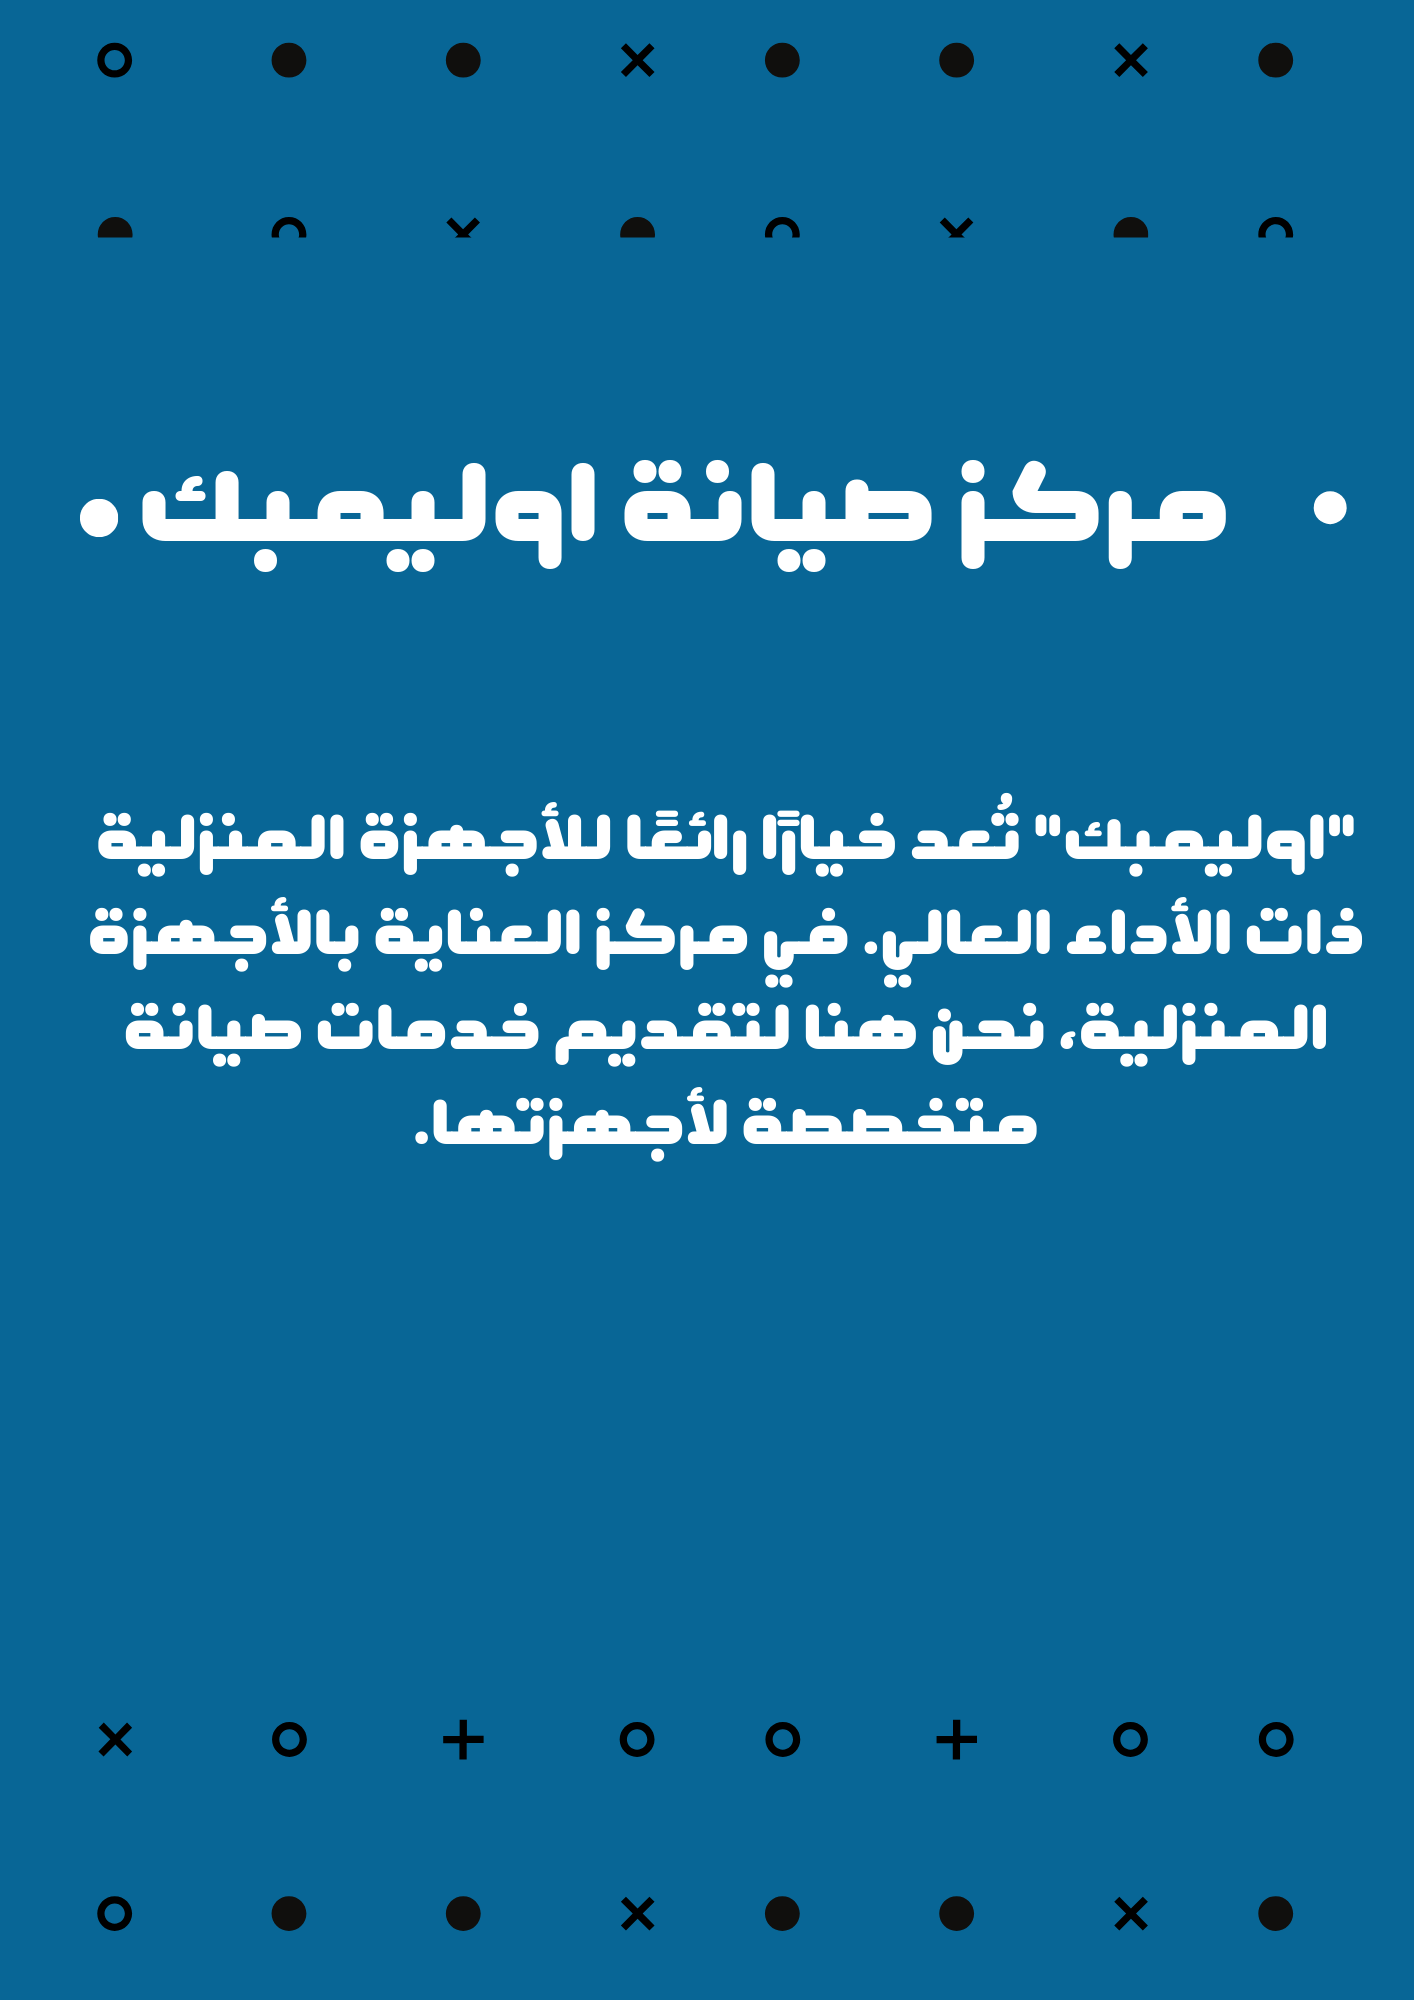 • مركز صيانة اوليمبك •
"اوليمبك" تُعد خيارًا رائعًا للأجهزة المنزلية
ذات الأداء العالي. في مركز العناية بالأجهزة
المنزلية، نحن هنا لتقديم خدمات صيانة
متخصصة لأجهزتها.